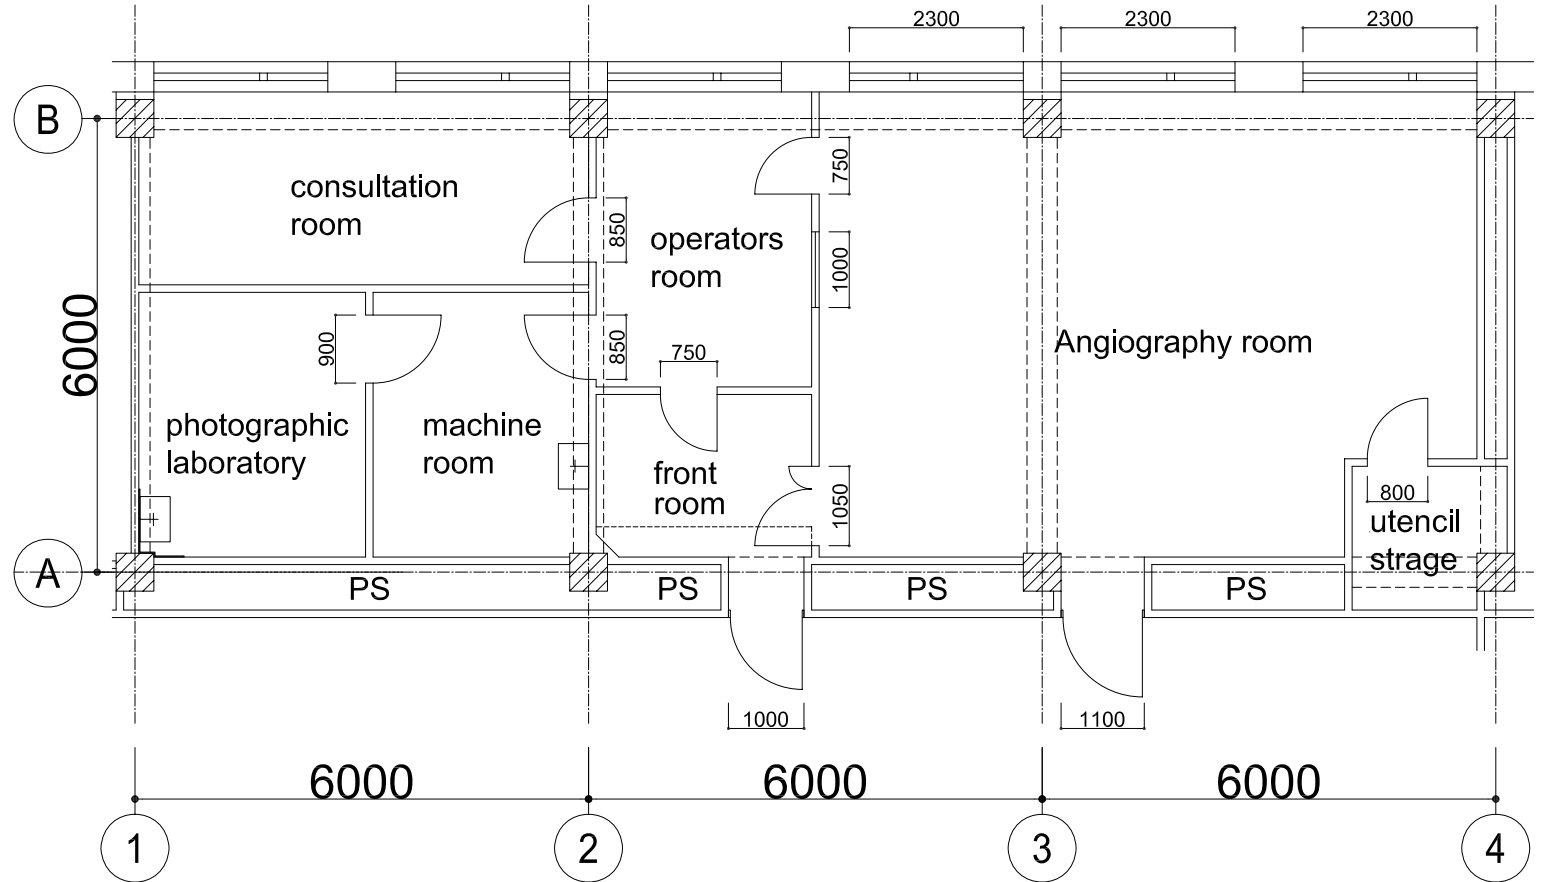 2300
2300
2300
B
consultation
room
850
operators
room
750
1000
6000
900
850
750
Angiography room
photographic
laboratory
machine
room
front
room
1050
800
utencil
strage
A
PS
PS
PS
PS
1000
1100
6000
6000
6000
1
2
3
4